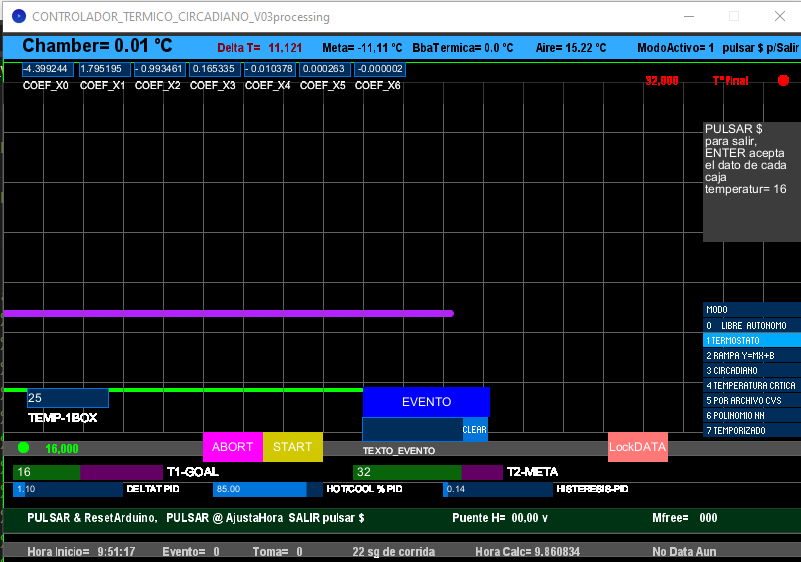 CONTROLADOR_TERMICO_CIRCADIANO_V03processing
Chamber= 0.01 °C Delta T= 11,121 Meta= -11,11 °C BbaTermica= 0.0 °C Aire= 15.22 °C ModoActivo= 1 pulsar $ p/Salir
-4.399244 1.795195 - 0.993461 0.165335 - 0.010378 0.000263 -0.000002
COEF_X0 COEF_X1 COEF_X2 COEF_X3 COEF_X4 COEF_X5 COEF_X6
32,000 T°final
PULSAR $
para salir,
ENTER acepta
el dato de cada
caja
temperatur= 16
MODO
0 LIBRE AUTONOMO
1 TERMOSTATO
2 RAMPA Y=MX+B
3 CIRCADIANO
4 TEMPERATURA CRTICA
5 POR ARCHIVO CVS
6 POLINOMIO NN
7 TEMPORIZADO
25
TEMP-1BOX
EVENTO
CLEAR
TEXTO_EVENTO
16,000
ABORT START
LockDATA
16 T1-GOAL 32 T2-META
1.10 DELTAT PID 85.00 HOT/COOL % PID 0.14 HISTERESIS-PID
PULSAR & ResetArduino, PULSAR @ AjustaHora SALIR pulsar $ Puente H= 00,00 v Mfree= 000
Hora Inicio= 9:51:17 Evento= 0 Toma= 0 22 sg de corrida Hora Calc= 9.860834 No Data Aun